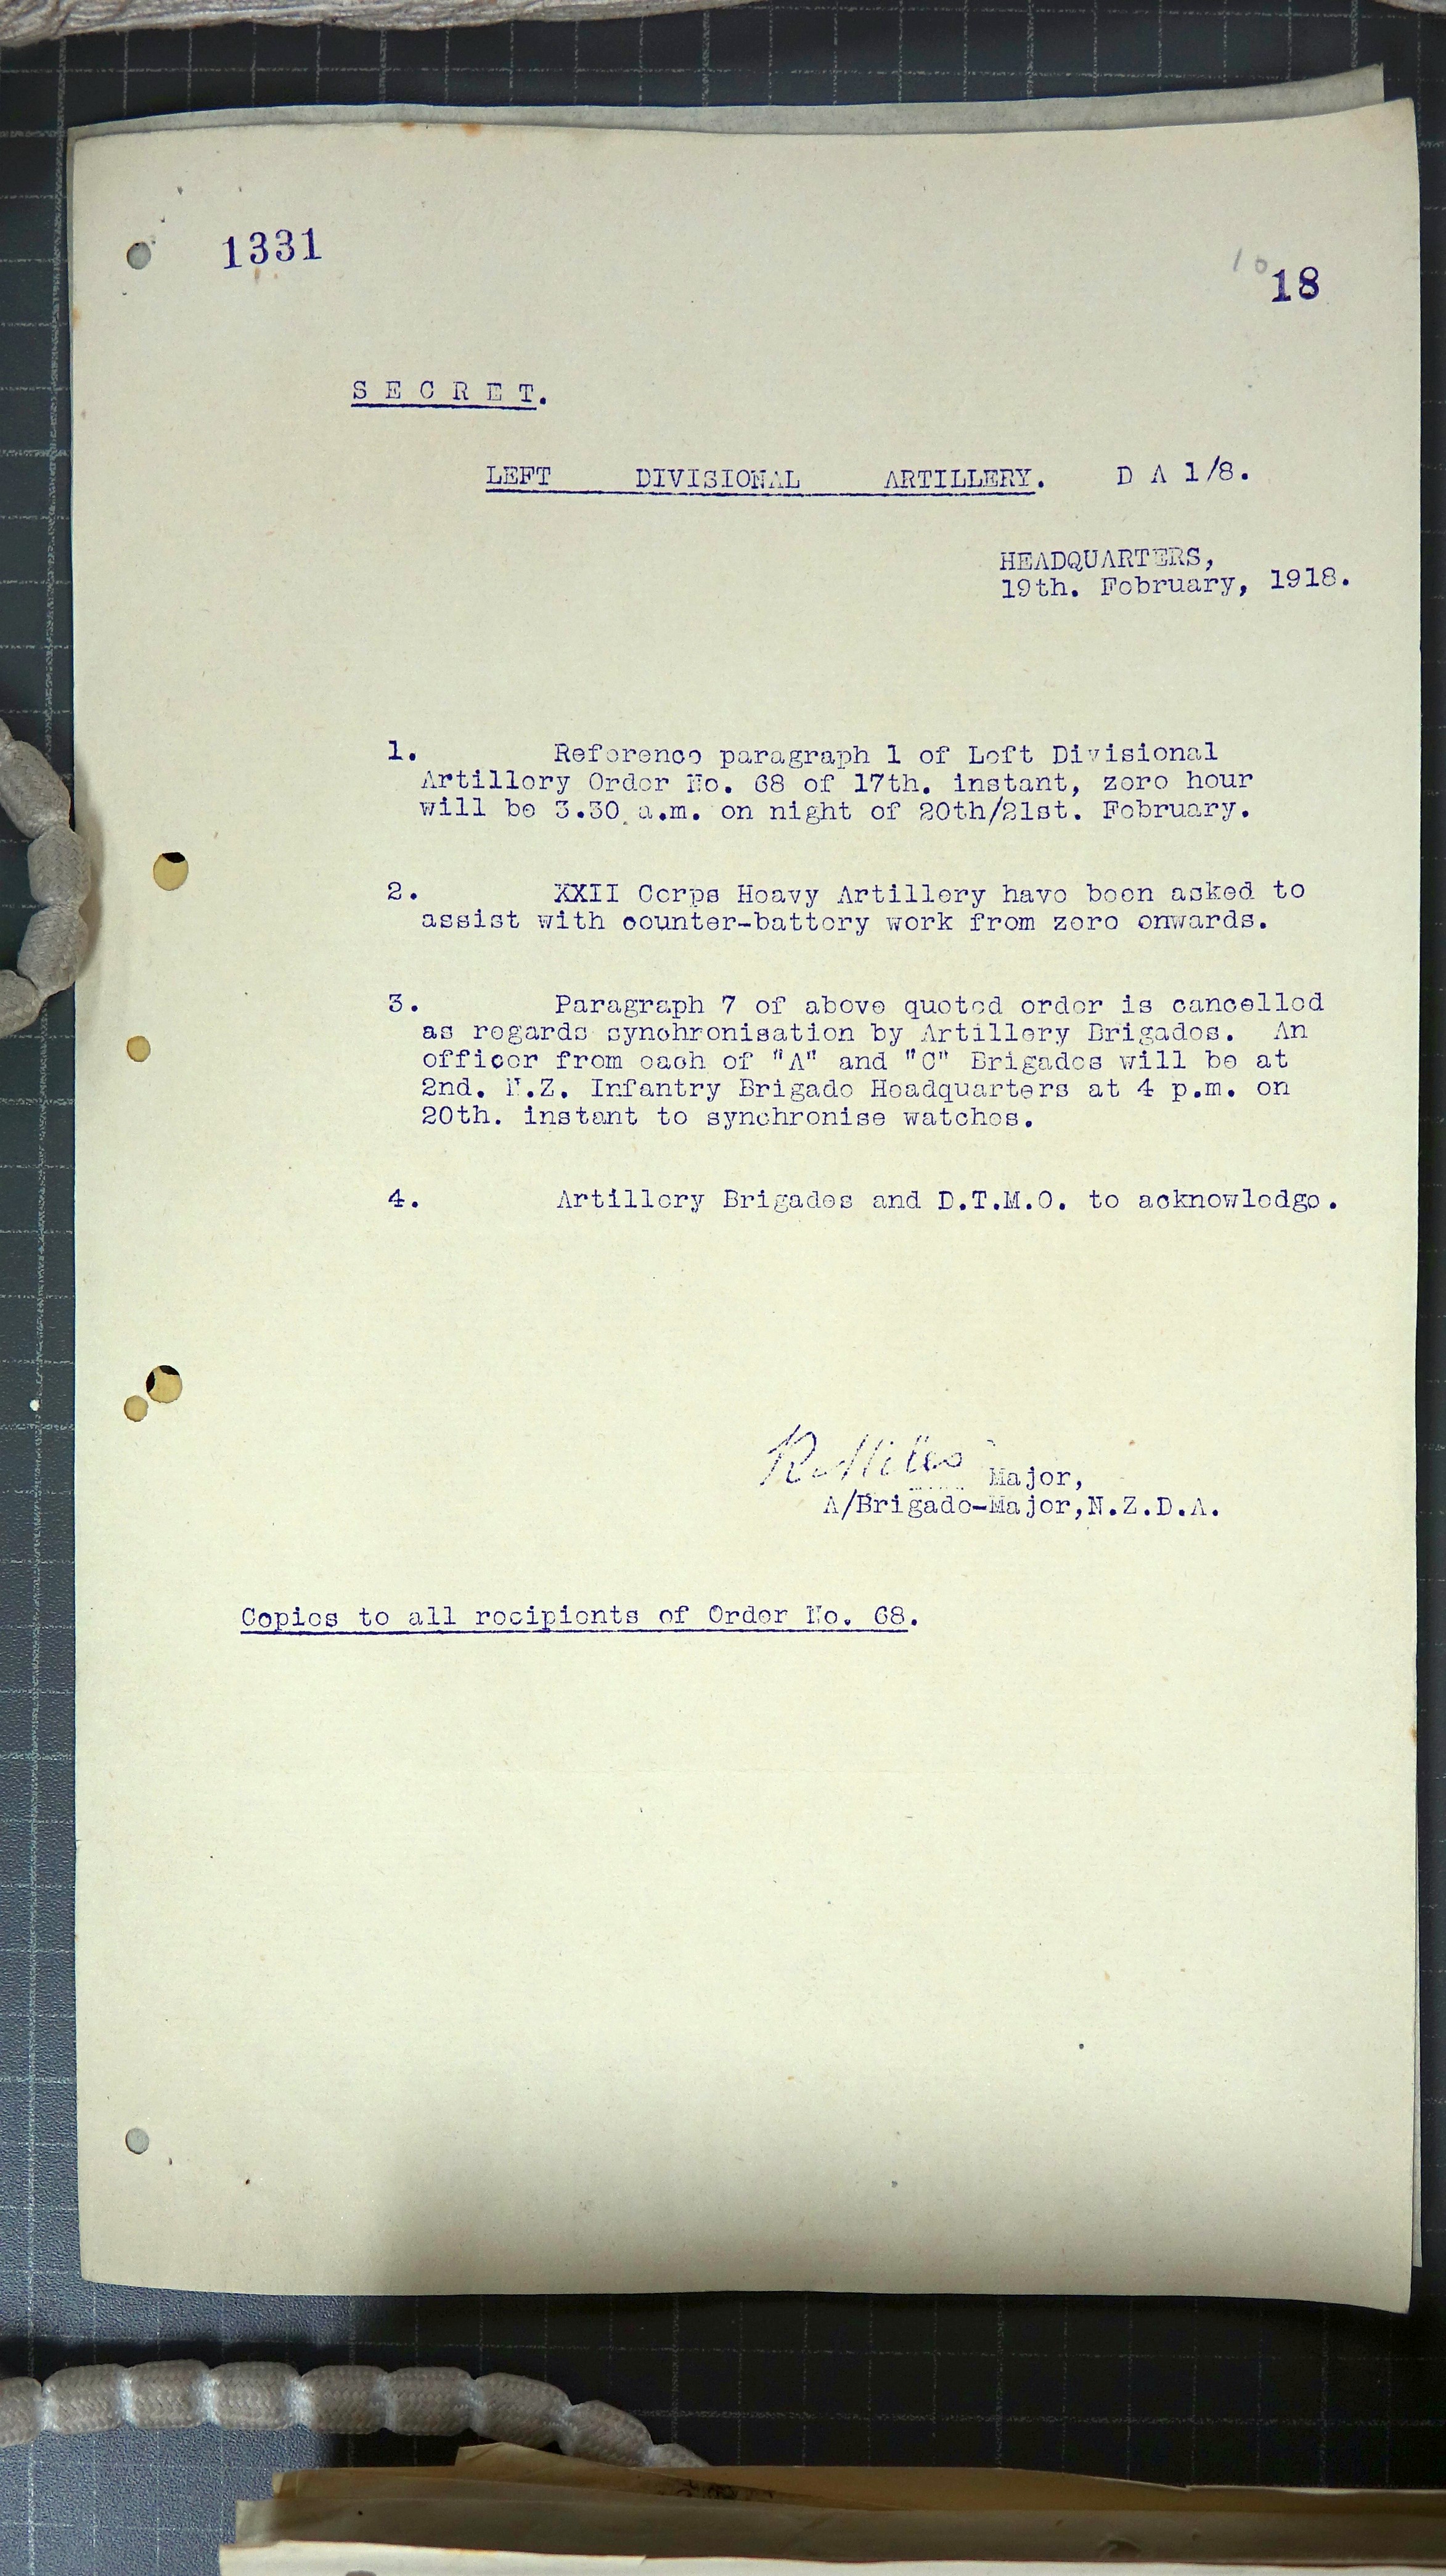 1331
10
18
S E C R E T.
LEFT DIVISIONAL ARTILLERY. D A 1/8.
HEADQUARTERS,
19th. February, 1918.
1. Reference paragraph 1 of Left Divisional
Artillery Order No. 68 of 17th. instant, zero hour
will be 3.30 a.m. on night of 20th/21st. February.
2. XXII Corps Heavy Artillery have been asked to
assist with counter-battery work from zero onwards.
3. Paragraph 7 of above quoted order is cancelled
as regards synchronisation by Artillery Brigades. An
officer from each of "A" and "C" Brigades will be at
2nd. N.Z. Infantry Brigade Headquarters at 4 p.m. on
20th. instant to synchronise watches.
4. Artillery Brigades and D.T.M.O. to acknowledge.
R. Miles Major,
A/Brigade-Major, N.Z.D.A.
Copies to all recipients of Order No. 68.